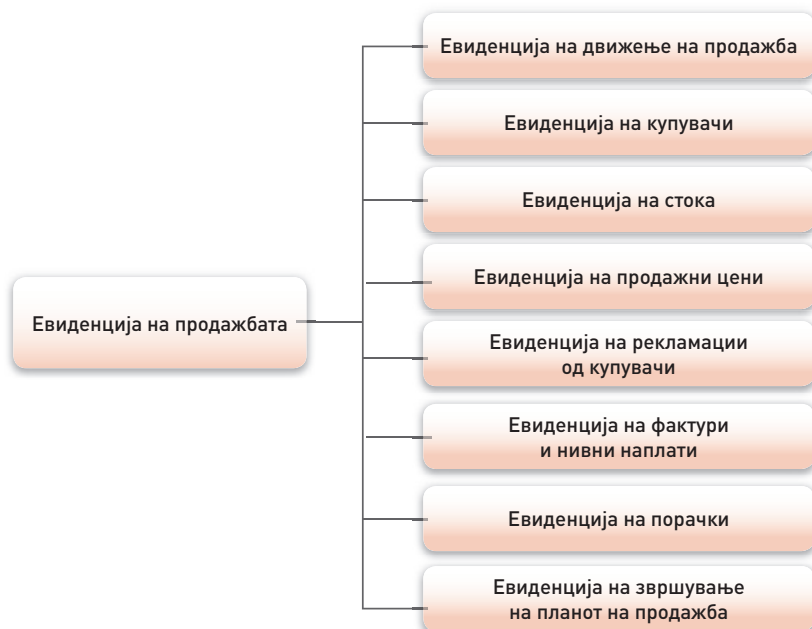 Евиденција на движење на продажба
Евиденција на купувачи
Евиденција на стока
Евиденција на продажни цени
Евиденција на продажбата
Евиденција на рекламации
од купувачи
Евиденција на фактури
и нивни наплати
Евиденција на порачки
Евиденција на звршување
на планот на продажба